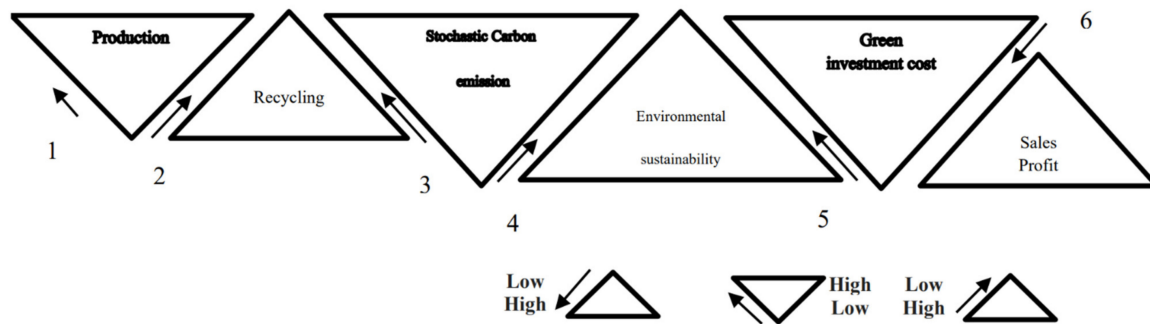 Production
Recycling
Stochastic Carbon
emission
Environmental
sustainability
Green
investment cost
Sales
Profit
1
2
3
4
5
6
Low
High
High
Low
Low
High